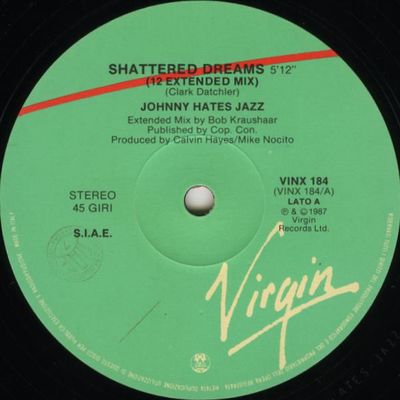 SHATTERED DREAMS 5'12"
(12 EXTENDED MIX)
(Clark Datchler)
JOHNNY HATES JAZZ
Extended Mix by Bob Kraushaar
Published by Cop. Con.
Produced by Calvin Hayes/Mike Nocito
STEREO
45 GIRI
S.I.A.E.
VINX 184
(VINX 184/A)
LATO A
℗ & © 1987
Virgin
Records Ltd.
Virgin